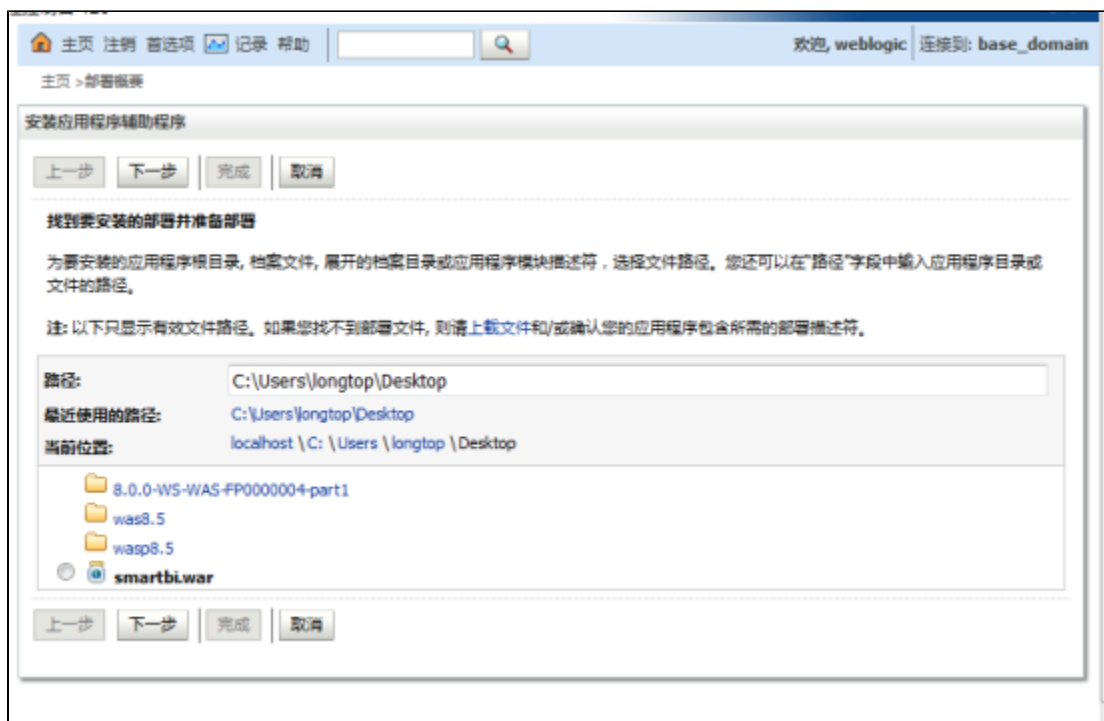 主页 注销 首选项 记录 帮助
欢迎, weblogic 连接到: base_domain
主页 >部署概要
安装应用程序辅助程序
上一步 下一步 完成 取消
找到要安装的部署并准备部署
为要安装的应用程序根目录, 档案文件, 展开的档案目录或应用程序模块描述符，选择文件路径。您还可以在"路径"字段中输入应用程序目录或
文件的路径。
注: 以下只显示有效文件路径。如果您找不到部署文件, 则请上载文件和/或确认您的应用程序包含所需的部署描述符。
路径: C:\Users\longtop\Desktop
最近使用的路径: C:\Users\longtop\Desktop
当前位置: localhost \ C: \ Users \ longtop \ Desktop
8.0.0-WS-WAS-FP0000004-part1
was8.5
wasp8.5
smartbi.war
上一步 下一步 完成 取消